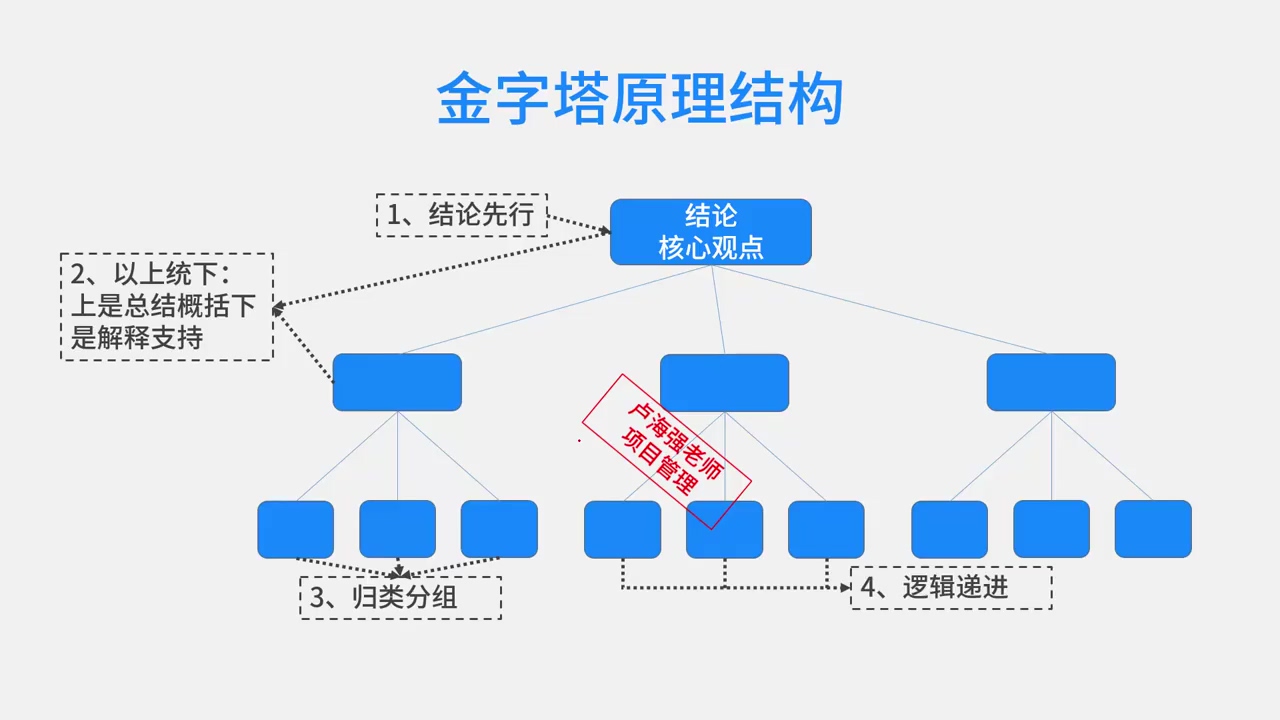 金字塔原理结构
1、结论先行
结论
核心观点
2、以上统下：
上是总结概括下
是解释支持
卢海强老师
项目管理
3、归类分组
4、逻辑递进